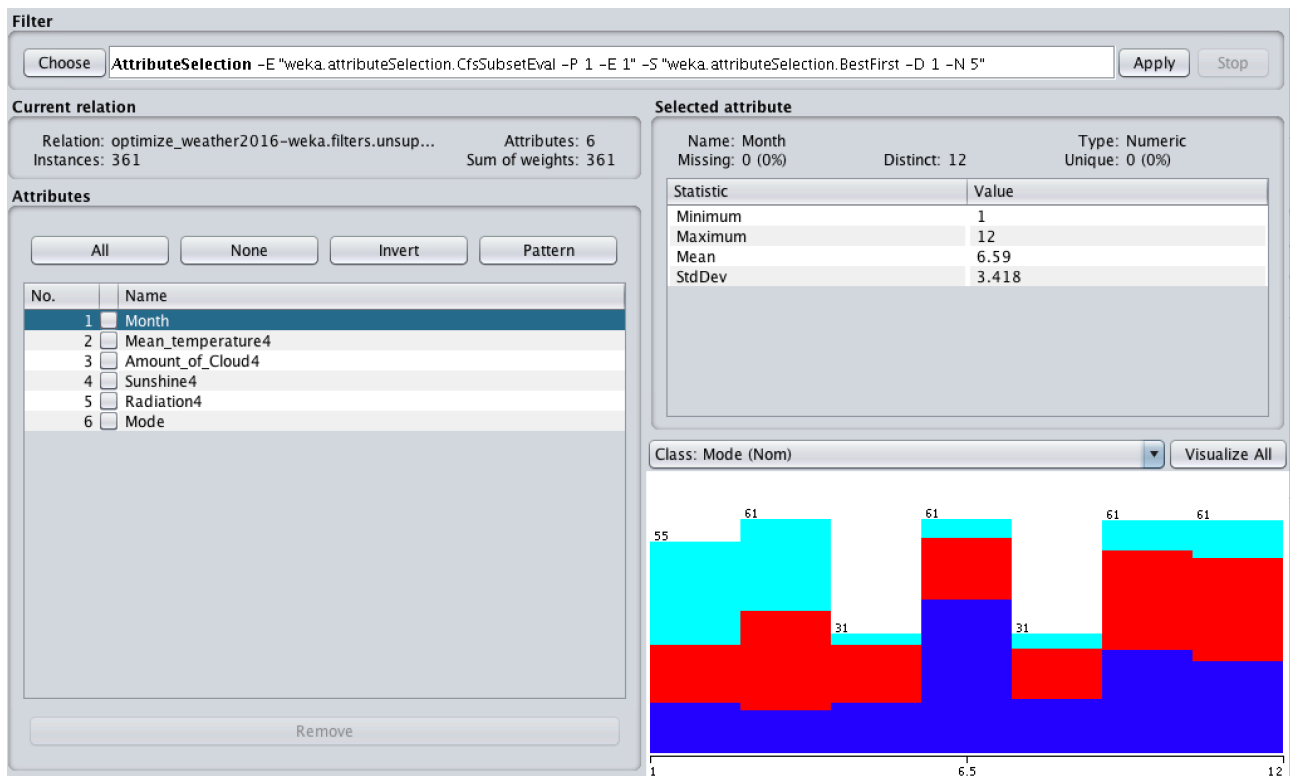 Filter
Choose AttributeSelection -E "weka.attributeSelection.CfsSubsetEval -P 1 -E 1" -S "weka.attributeSelection.BestFirst -D 1 -N 5" Apply Stop
Current relation
Relation: optimize_weather2016-weka.filters.unsup... Attributes: 6
Instances: 361 Sum of weights: 361
Attributes
All None Invert Pattern
No. Name
1 Month
2 Mean_temperature4
3 Amount_of_Cloud4
4 Sunshine4
5 Radiation4
6 Mode
Remove
Selected attribute
Name: Month Type: Numeric
Missing: 0 (0%) Distinct: 12 Unique: 0 (0%)
Statistic Value
Minimum 1
Maximum 12
Mean 6.59
StdDev 3.418
Class: Mode (Nom) Visualize All
55 61 31 61 31 61 61
1 6.5 12